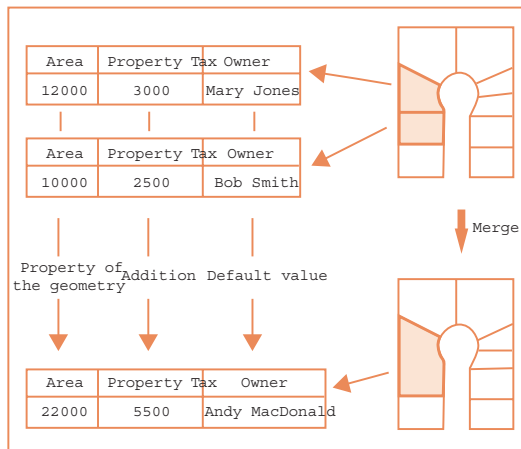 Area Property Tax Owner
12000 3000 Mary Jones
Area Property Tax Owner
10000 2500 Bob Smith
Merge
Property of
the geometry
Addition
Default value
Area Property Tax Owner
22000 5500 Andy MacDonald